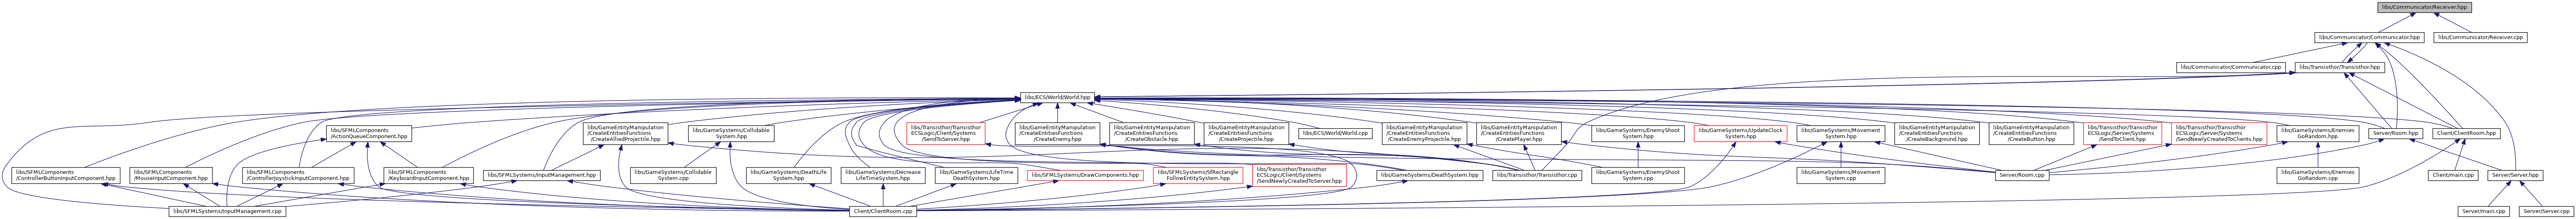 libs/Communicator/Receiver.hpp
libs/Communicator/Communicator.hpp
libs/Communicator/Receiver.cpp
libs/Communicator/Communicator.cpp
libs/Transisthor/Transisthor.hpp
libs/ECS/World/World.hpp
libs/SFMLComponents
/ActionQueueComponent.hpp
libs/GameEntityManipulation
/CreateEntitiesFunctions
/CreateAlliedProjectile.hpp
libs/GameSystems/Collidable
System.hpp
libs/Transisthor/Transisthor
ECSLogic/Client/Systems
/SendToServer.hpp
libs/GameEntityManipulation
/CreateEntitiesFunctions
/CreateEnemy.hpp
libs/GameEntityManipulation
/CreateEntitiesFunctions
/CreateObstacle.hpp
libs/GameEntityManipulation
/CreateEntitiesFunctions
/CreateProjectile.hpp
libs/ECS/World/World.cpp
libs/GameEntityManipulation
/CreateEntitiesFunctions
/CreateEnemyProjectile.hpp
libs/GameEntityManipulation
/CreateEntitiesFunctions
/CreatePlayer.hpp
libs/GameSystems/EnemyShoot
System.hpp
libs/GameSystems/UpdateClock
System.hpp
libs/GameSystems/Movement
System.hpp
libs/GameEntityManipulation
/CreateEntitiesFunctions
/CreateBackground.hpp
libs/GameEntityManipulation
/CreateEntitiesFunctions
/CreateButton.hpp
libs/Transisthor/Transisthor
ECSLogic/Server/Systems
/SendToClient.hpp
libs/Transisthor/Transisthor
ECSLogic/Server/Systems
/SendNewlyCreatedToClients.hpp
libs/GameSystems/Enemies
GoRandom.hpp
Server/Room.hpp
Client/ClientRoom.hpp
libs/SFMLComponents
/ControllerButtonInputComponent.hpp
libs/SFMLComponents
/MouseInputComponent.hpp
libs/SFMLComponents
/ControllerJoystickInputComponent.hpp
libs/SFMLComponents
/KeyboardInputComponent.hpp
libs/SFMLSystems/InputManagement.hpp
libs/GameSystems/Collidable
System.cpp
libs/GameSystems/DeathLife
System.hpp
libs/GameSystems/Decrease
LifeTimeSystem.hpp
libs/GameSystems/LifeTime
DeathSystem.hpp
libs/SFMLSystems/DrawComponents.hpp
libs/SFMLSystems/SfRectangle
FollowEntitySystem.hpp
libs/Transisthor/Transisthor
ECSLogic/Client/Systems
/SendNewlyCreatedToServer.hpp
libs/GameSystems/DeathSystem.hpp
libs/Transisthor/Transisthor.cpp
libs/GameSystems/EnemyShoot
System.cpp
libs/GameSystems/Movement
System.cpp
Server/Room.cpp
libs/GameSystems/Enemies
GoRandom.cpp
Client/main.cpp
Server/Server.hpp
libs/SFMLSystems/InputManagement.cpp
Client/ClientRoom.cpp
Server/main.cpp
Server/Server.cpp